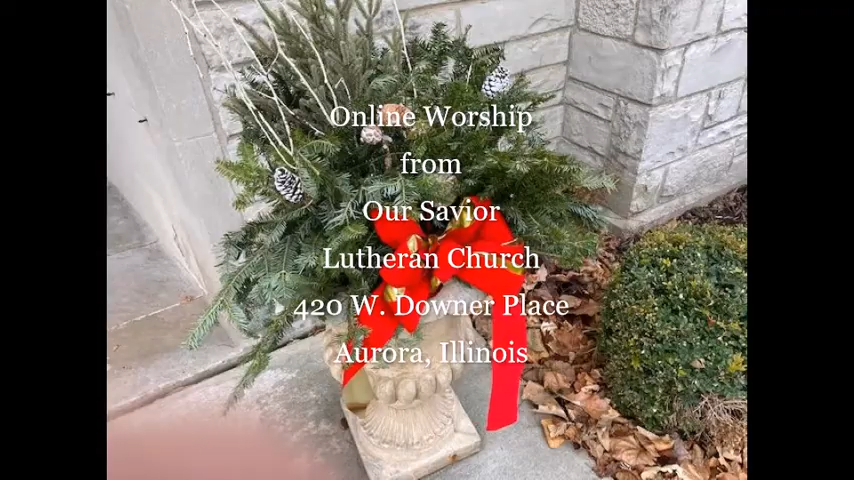 Online Worship
from
Our Savior
Lutheran Church
420 W. Downer Place
Aurora, Illinois